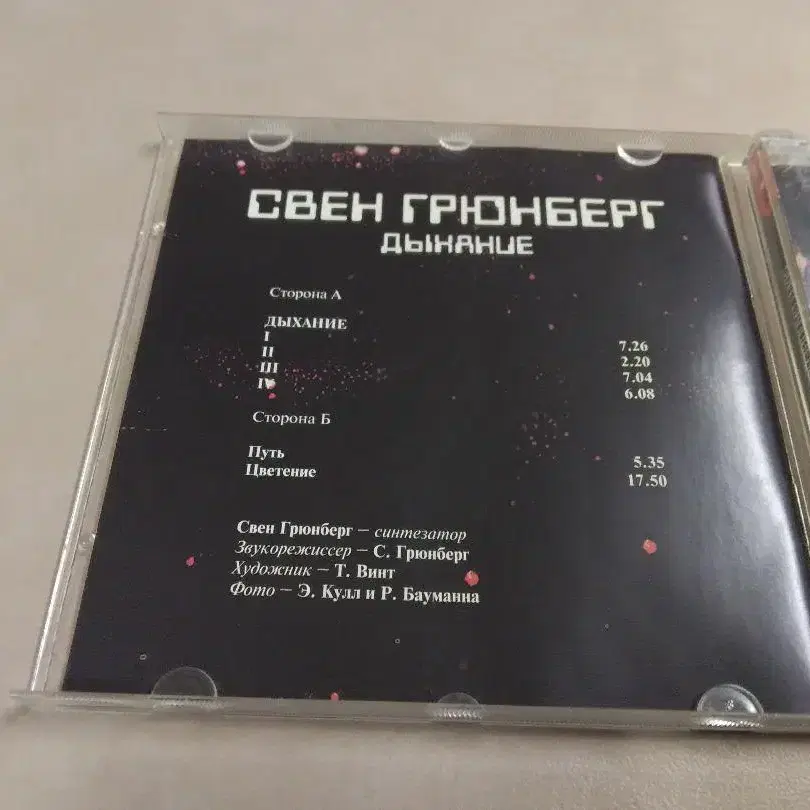 СВЕН ГРЮНБЕРГ
ДЫХАНИЕ
Сторона А
ДЫХАНИЕ
I 7.26
II 2.20
III 7.04
IV 6.08
Сторона Б
Путь 5.35
Цветение 17.50
Свен Грюнберг – синтезатор
Звукорежиссер – С. Грюнберг
Художник – Т. Винт
Фото – Э. Кулл и Р. Бауманна